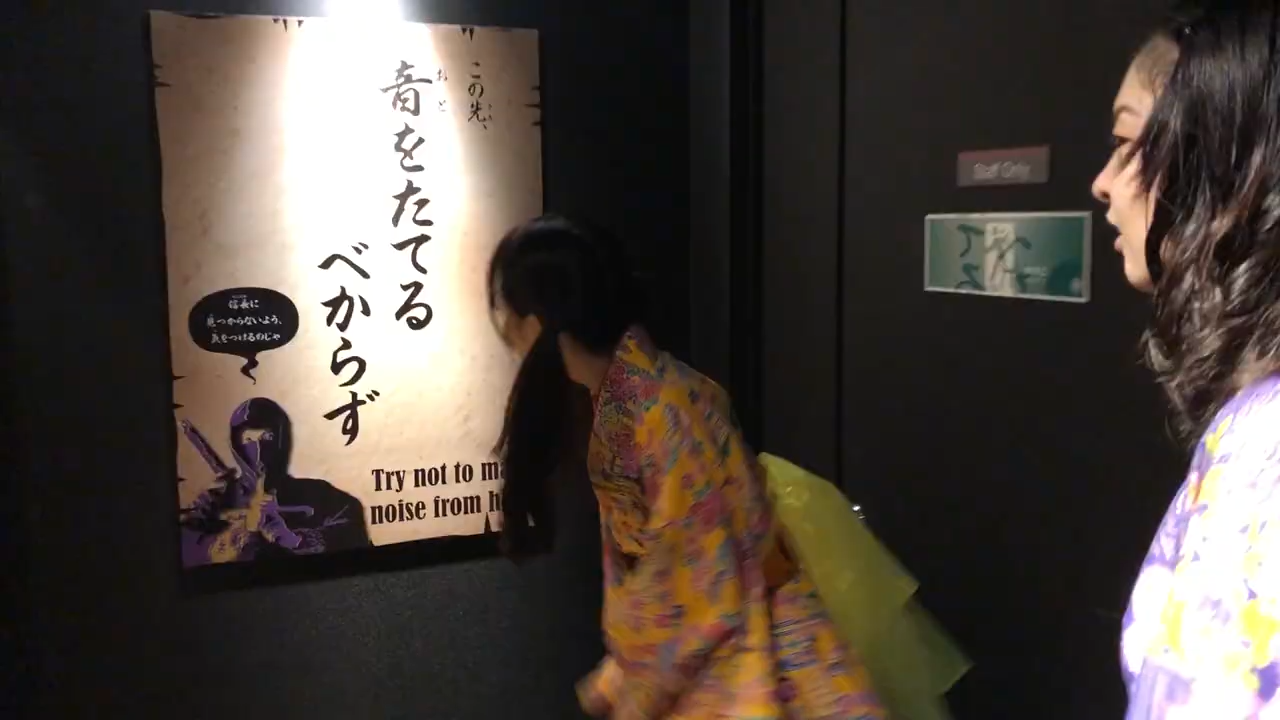 この先、
音をたてる
べからず
信長に
見つからないよう、
気をつけるのじゃ
Try not to
noise from
Staff Only